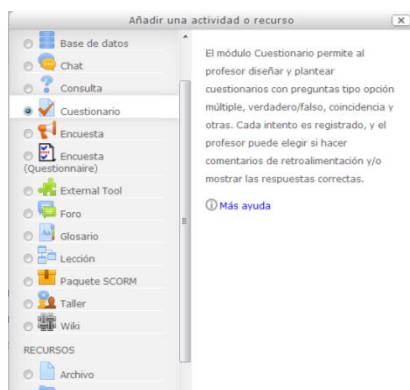 Añadir una actividad o recurso
Base de datos
Chat
Consulta
Cuestionario
Encuesta
Encuesta
(Questionnaire)
External Tool
Foro
Glosario
Lección
Paquete SCORM
Taller
Wiki
RECURSOS
Archivo
El módulo Cuestionario permite al
profesor diseñar y plantear
cuestionarios con preguntas tipo opción
múltiple, verdadero/falso, coincidencia y
otras. Cada intento es registrado, y el
profesor puede elegir si hacer
comentarios de retroalimentación y/o
mostrar las respuestas correctas.
Más ayuda